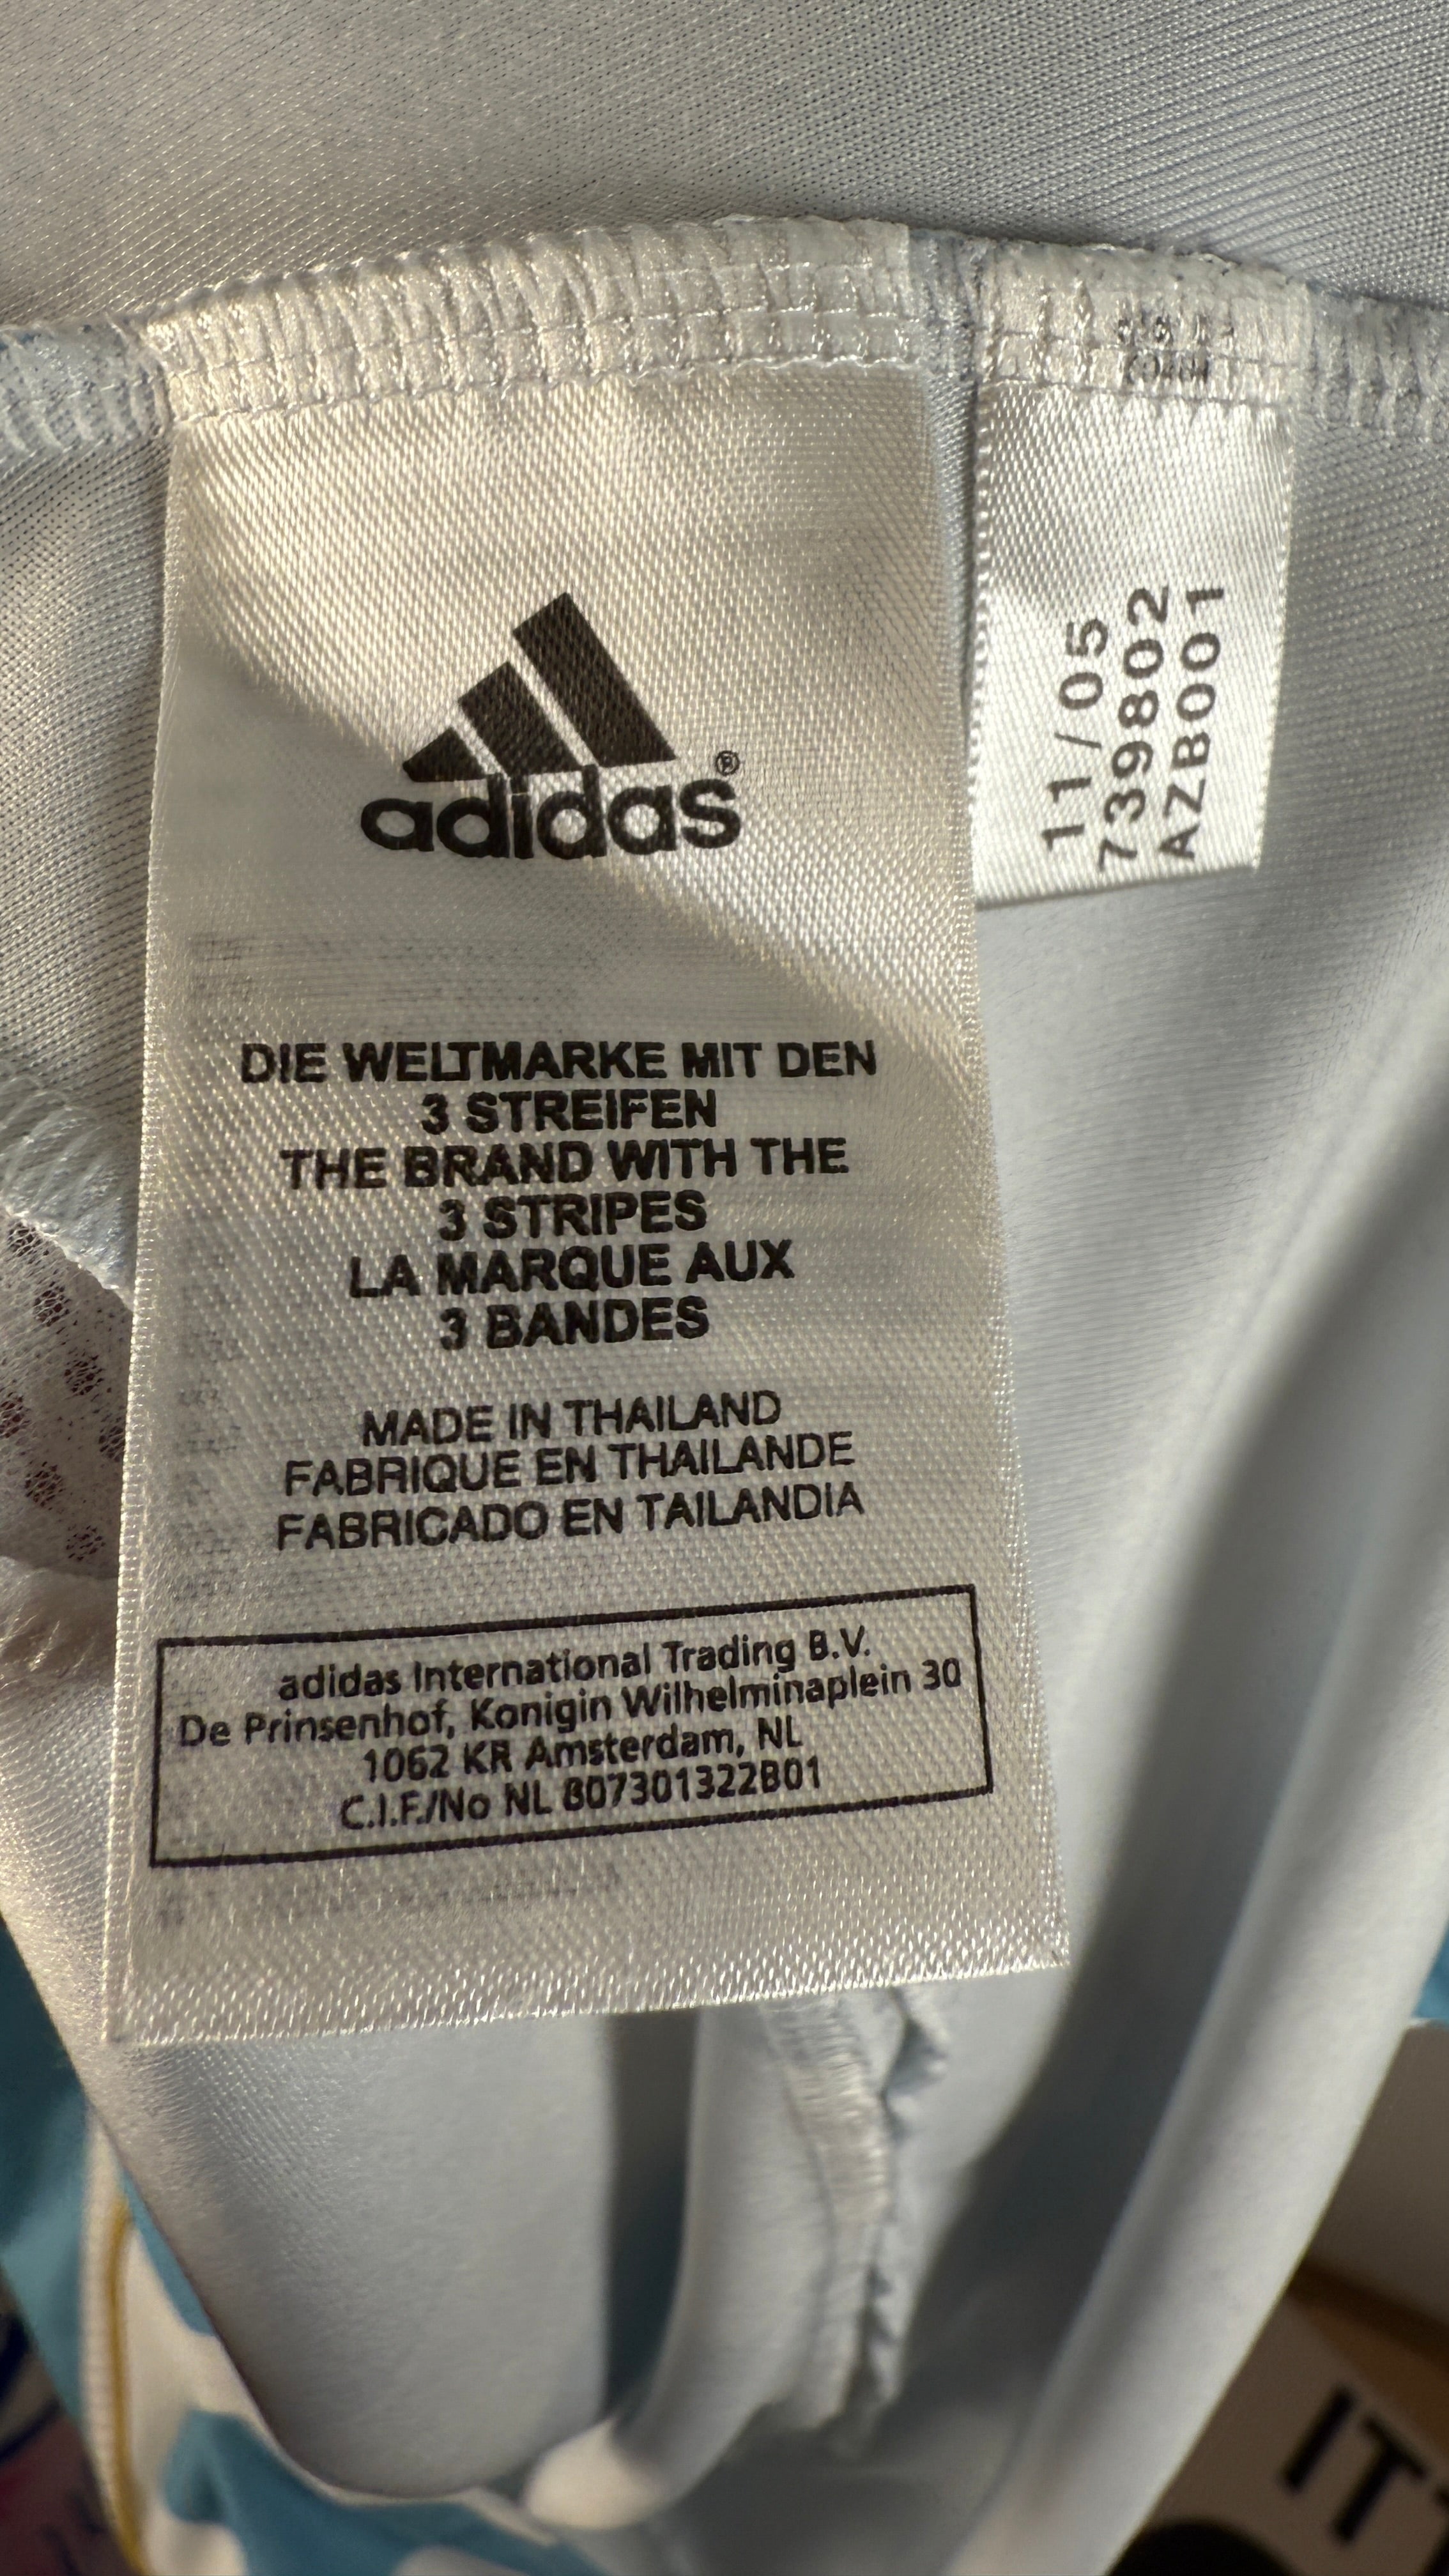 adidas®
DIE WELTMARKE MIT DEN
3 STREIFEN
THE BRAND WITH THE
3 STRIPES
LA MARQUE AUX
3 BANDES
MADE IN THAILAND
FABRIQUE EN THAILANDE
FABRICADO EN TAILANDIA
adidas International Trading B.V.
De Prinsenhof, Konigin Wilhelminaplein 30
1062 KR Amsterdam, NL
C.I.F./No NL 807301322B01
11/05
739802
AZB001